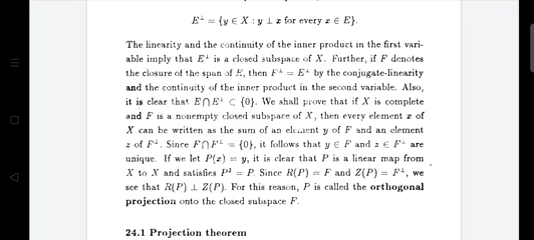 E⊥ = {y ∈ X : y ⊥ x for every x ∈ E}.
The linearity and the continuity of the inner product in the first vari-
able imply that E⊥ is a closed subspace of X. Further, if F denotes
the closure of the span of E, then F⊥ = E⊥ by the conjugate-linearity
and the continuity of the inner product in the second variable. Also,
it is clear that E⋂E⊥ ⊂ {0}. We shall prove that if X is complete
and F is a nonempty closed subspace of X, then every element x of
X can be written as the sum of an element y of F and an element
z of F⊥. Since F⋂F⊥ = {0}, it follows that y ∈ F and z ∈ F⊥ are
unique. If we let P(x) = y, it is clear that P is a linear map from
X to X and satisfies P² = P. Since R(P) = F and Z(P) = F⊥, we
see that R(P) ⊥ Z(P). For this reason, P is called the orthogonal
projection onto the closed subspace F.
24.1 Projection theorem